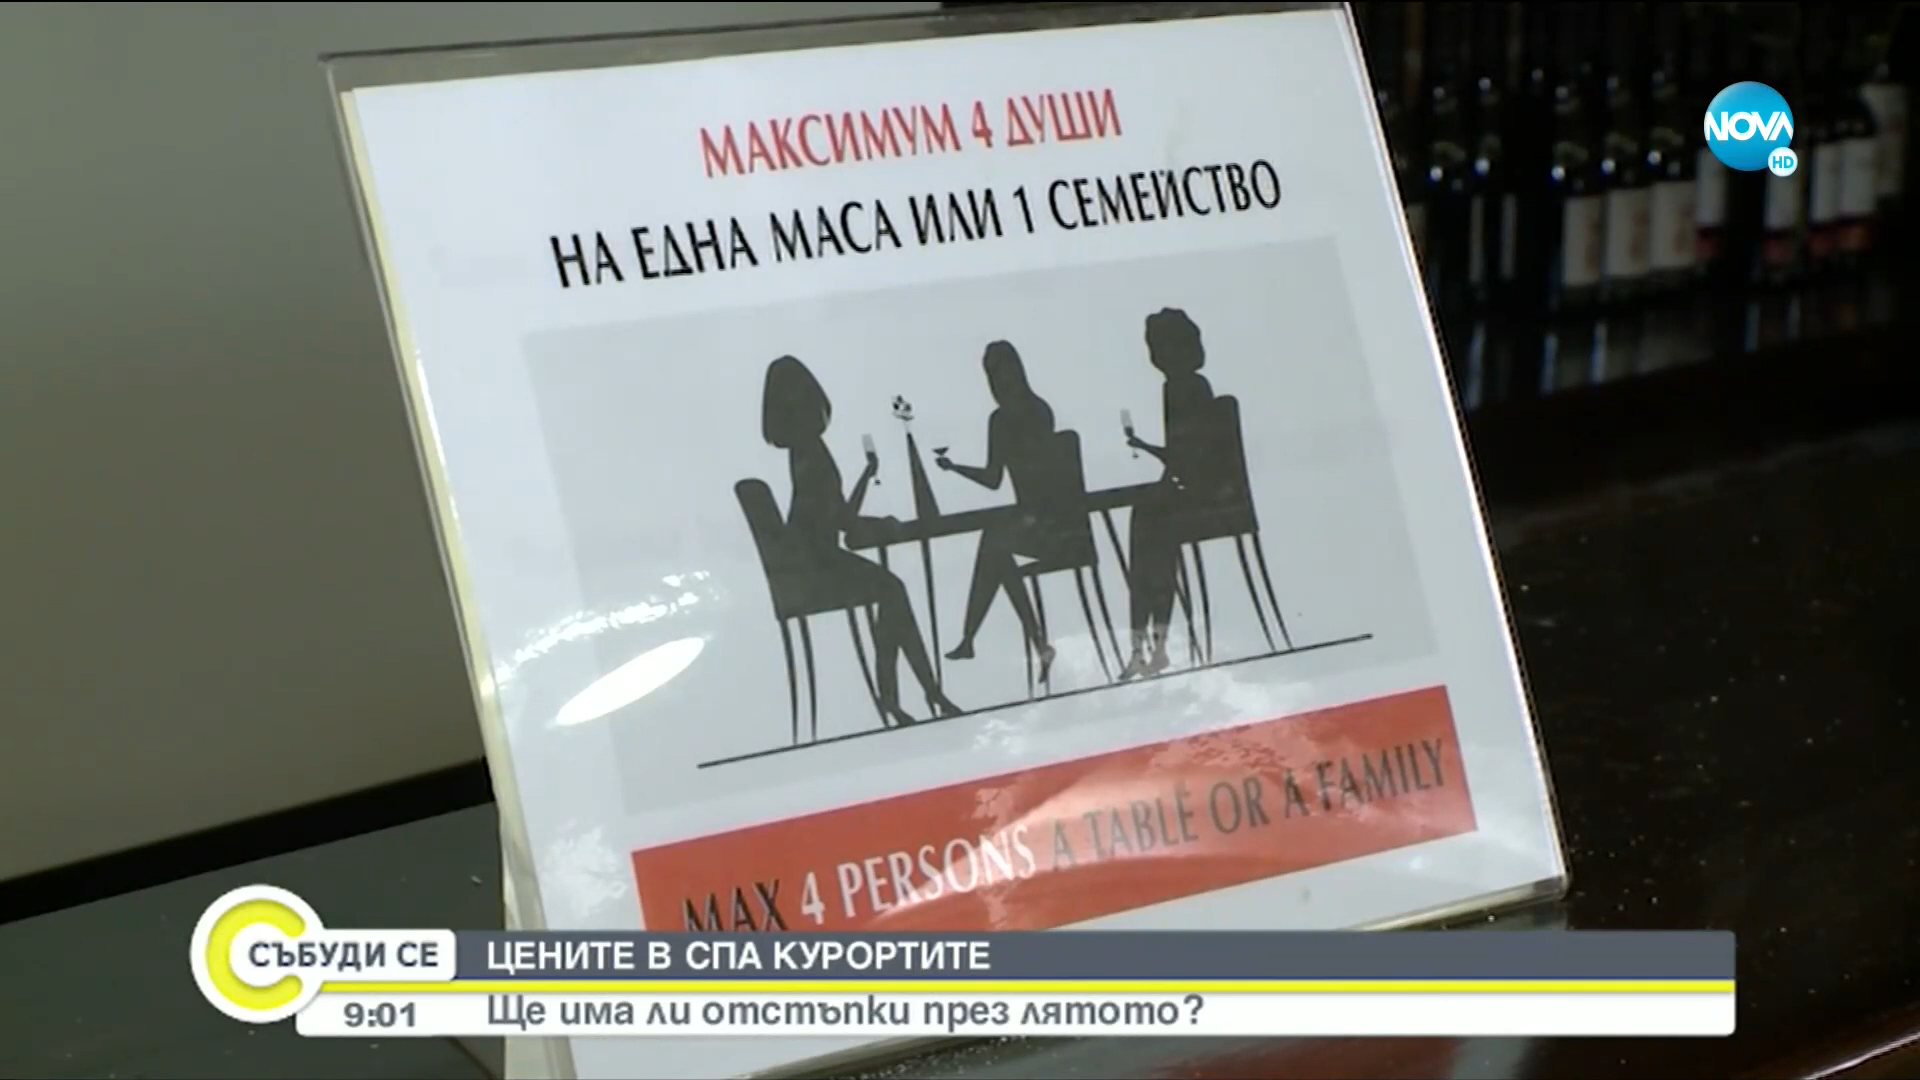 МАКСИМУМ 4 ДУШИ
НА ЕДНА МАСА ИЛИ 1 СЕМЕЙСТВО
NOVA
HD
MAX 4 PERSONS A TABLE OR A FAMILY
СЪБУДИ СЕ
ЦЕНИТЕ В СПА КУРОРТИТЕ
9:01
Ще има ли отстъпки през лятото?